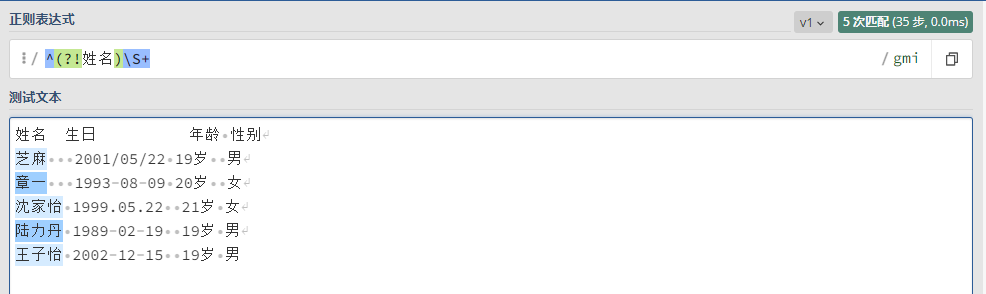 正则表达式
v1 5 次匹配 (35 步, 0.0ms)
/ ^(?!姓名)\S+ / gmi
测试文本
姓名 生日 年龄 性别
芝麻 2001/05/22 19岁 男
章一 1993-08-09 20岁 女
沈家怡 1999.05.22 21岁 女
陆力丹 1989-02-19 19岁 男
王子怡 2002-12-15 19岁 男